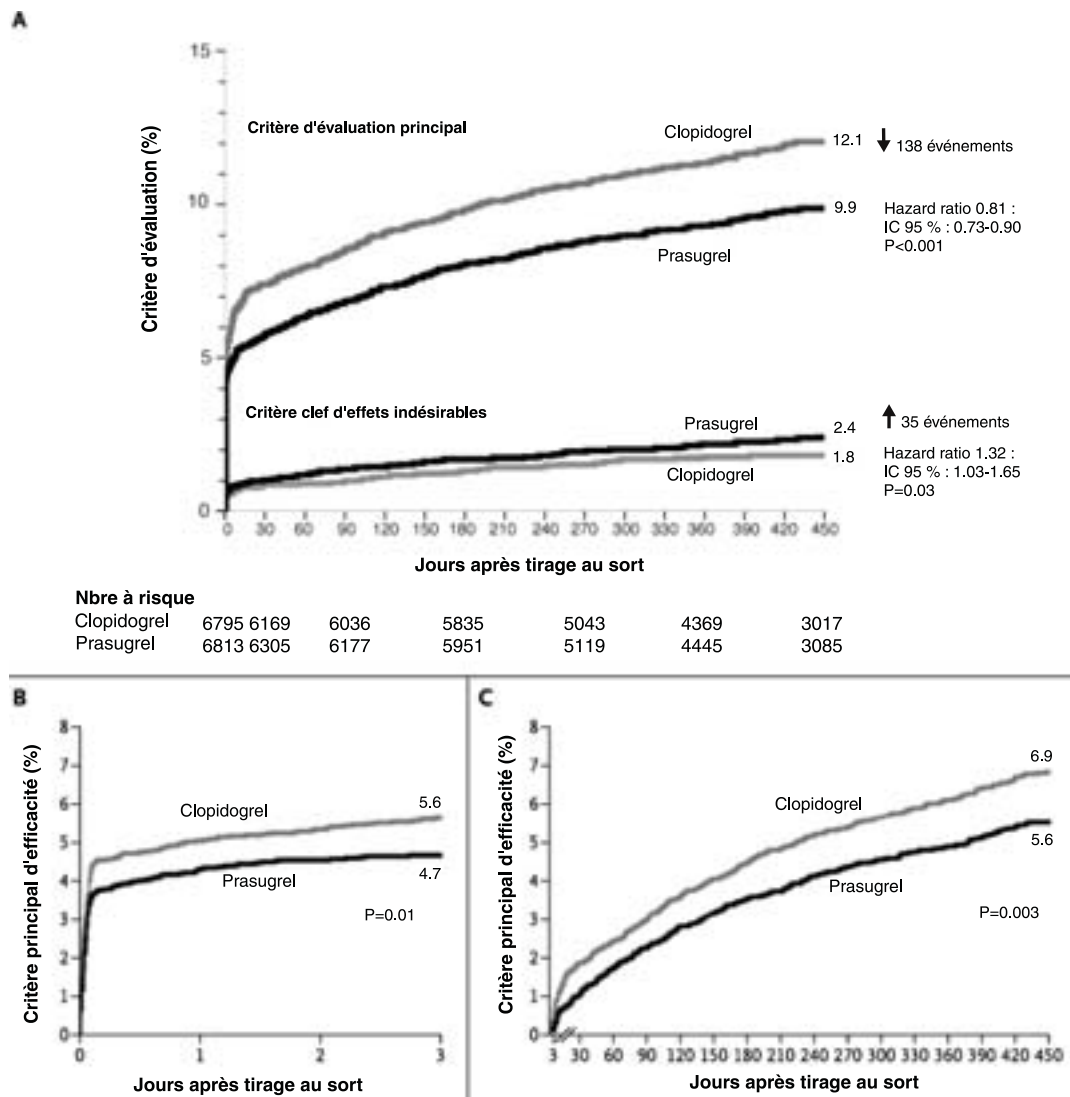 A
15
Critère d'évaluation principal
Clopidogrel
12.1
↓ 138 événements
10
9.9
Hazard ratio 0.81 :
IC 95 % : 0.73-0.90
P<0.001
Prasugrel
Critère d'évaluation (%)
5
Critère clef d'effets indésirables
Prasugrel
2.4
↑ 35 événements
1.8
Clopidogrel
Hazard ratio 1.32 :
IC 95 % : 1.03-1.65
P=0.03
0
0 30 60 90 120 150 180 210 240 270 300 330 360 390 420 450
Jours après tirage au sort
Nbre à risque
Clopidogrel 6795 6169 6036 5835 5043 4369 3017
Prasugrel 6813 6305 6177 5951 5119 4445 3085
B
8
7
6
5
4
3
2
1
0
Critère principal d'efficacité (%)
Clopidogrel
5.6
Prasugrel
4.7
P=0.01
0 1 2 3
Jours après tirage au sort
C
8
7
6
5
4
3
2
1
0
Critère principal d'efficacité (%)
6.9
Clopidogrel
5.6
Prasugrel
P=0.003
3 30 60 90 120 150 180 210 240 270 300 330 360 390 420 450
Jours après tirage au sort